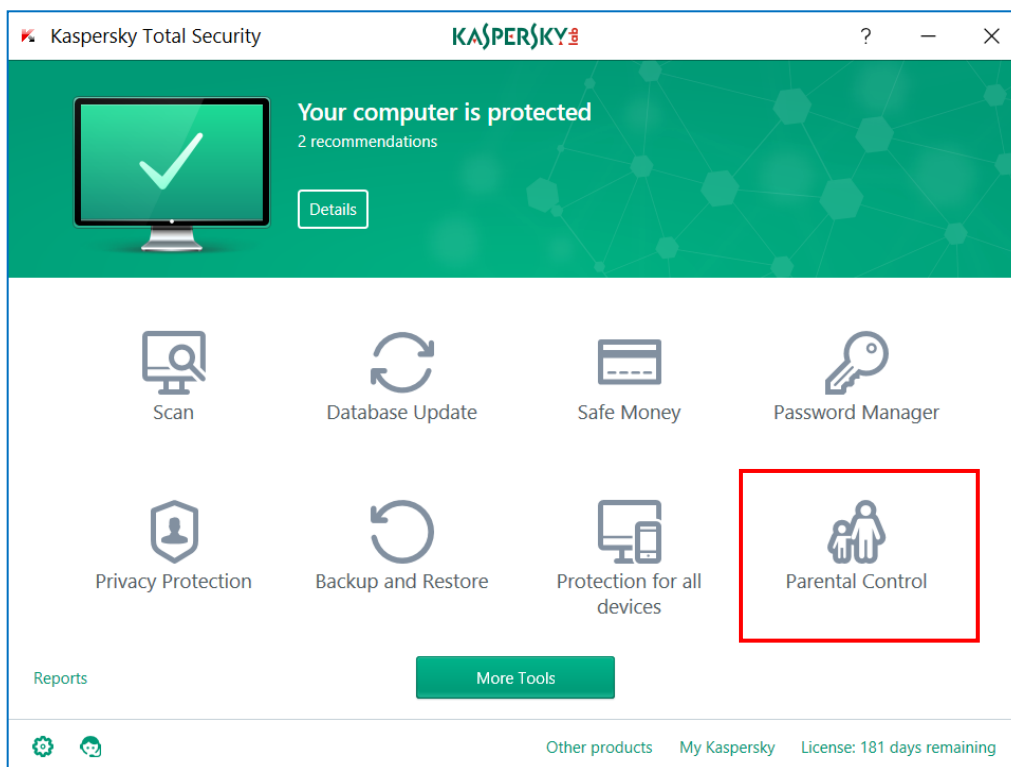 Kaspersky Total Security
KASPERSKY lab
?
Your computer is protected
2 recommendations
Details
Scan
Database Update
Safe Money
Password Manager
Privacy Protection
Backup and Restore
Protection for all
devices
Parental Control
Reports
More Tools
Other products
My Kaspersky
License: 181 days remaining